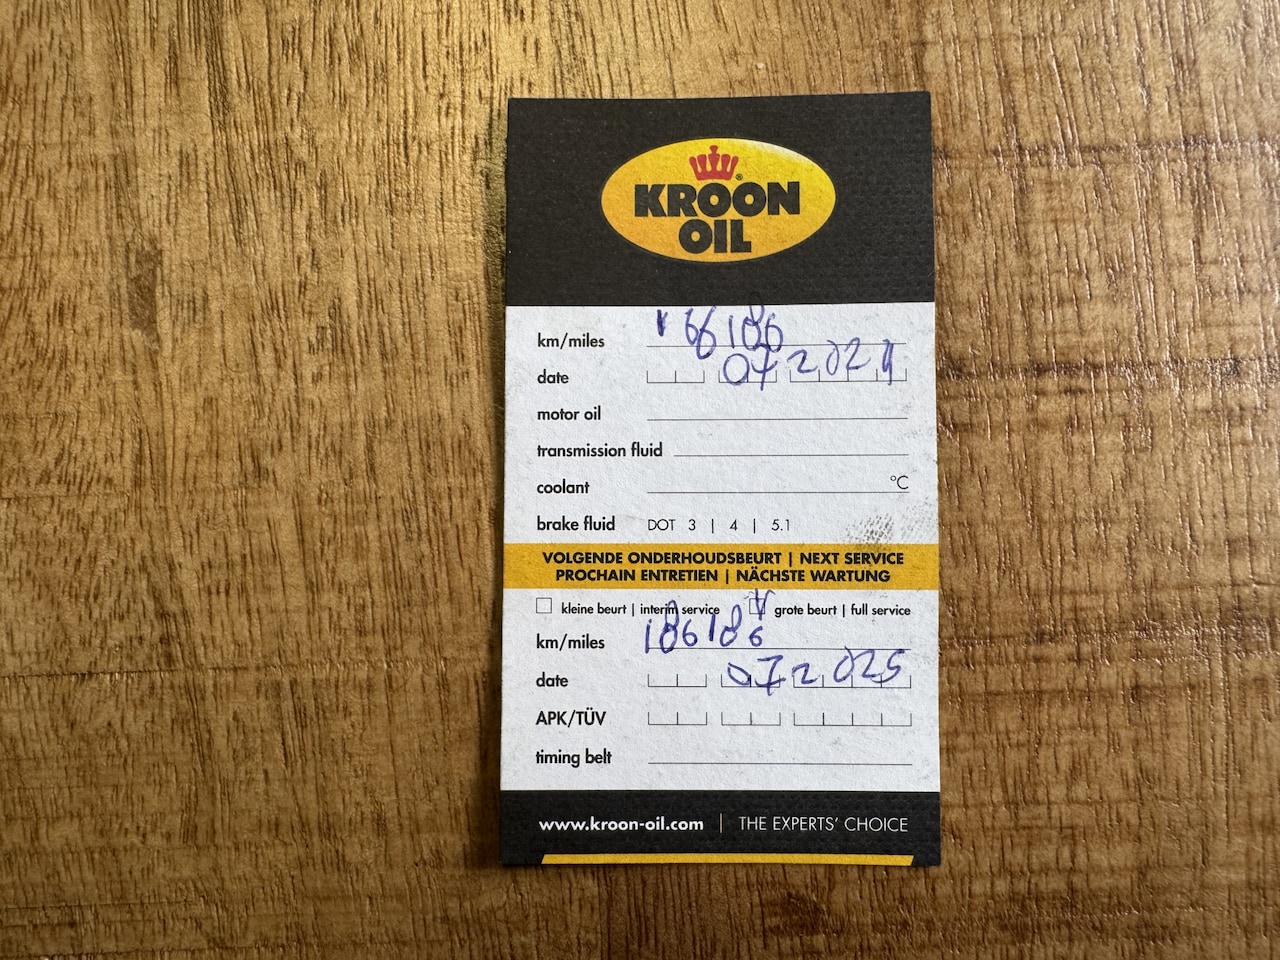 KROON
OIL
®
km/miles 166186
date 07 202
motor oil
transmission fluid
coolant °C
brake fluid DOT 3 | 4 | 5.1
VOLGENDE ONDERHOUDSBEURT | NEXT SERVICE
PROCHAIN ENTRETIEN | NÄCHSTE WARTUNG
kleine beurt | interim service grote beurt | full service
km/miles 186186
date 07 2025
APK/TÜV
timing belt
www.kroon-oil.com | THE EXPERTS' CHOICE